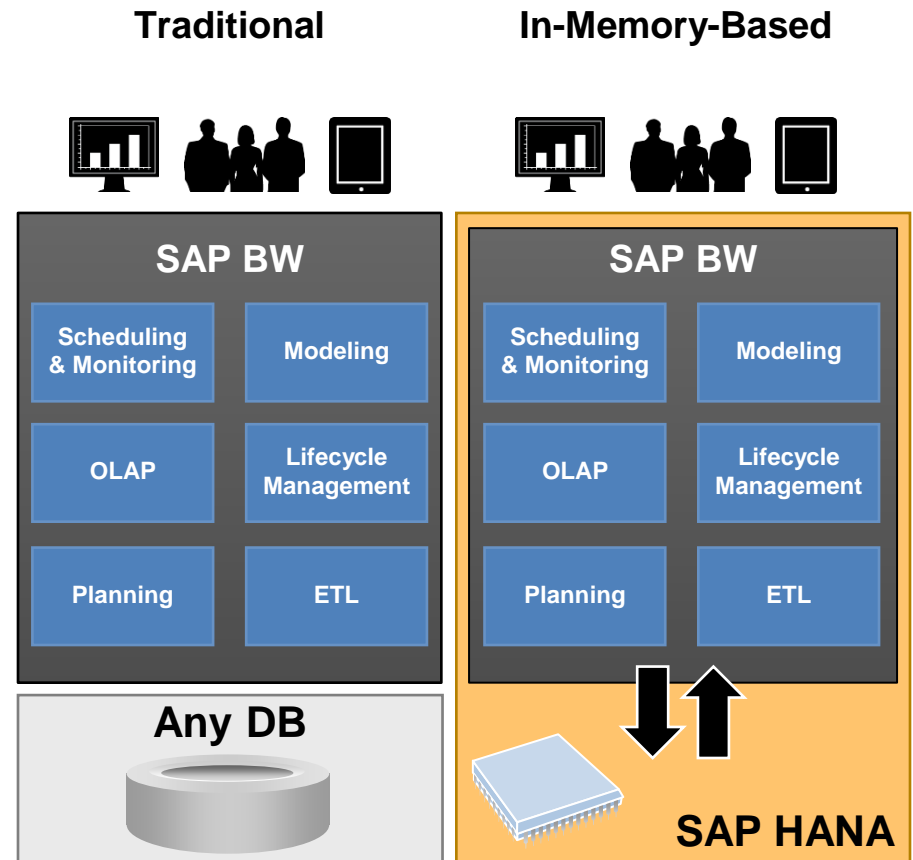 Traditional
In-Memory-Based
SAP BW
Scheduling
& Monitoring
Modeling
OLAP
Lifecycle
Management
Planning
ETL
Any DB
SAP BW
Scheduling
& Monitoring
Modeling
OLAP
Lifecycle
Management
Planning
ETL
SAP HANA